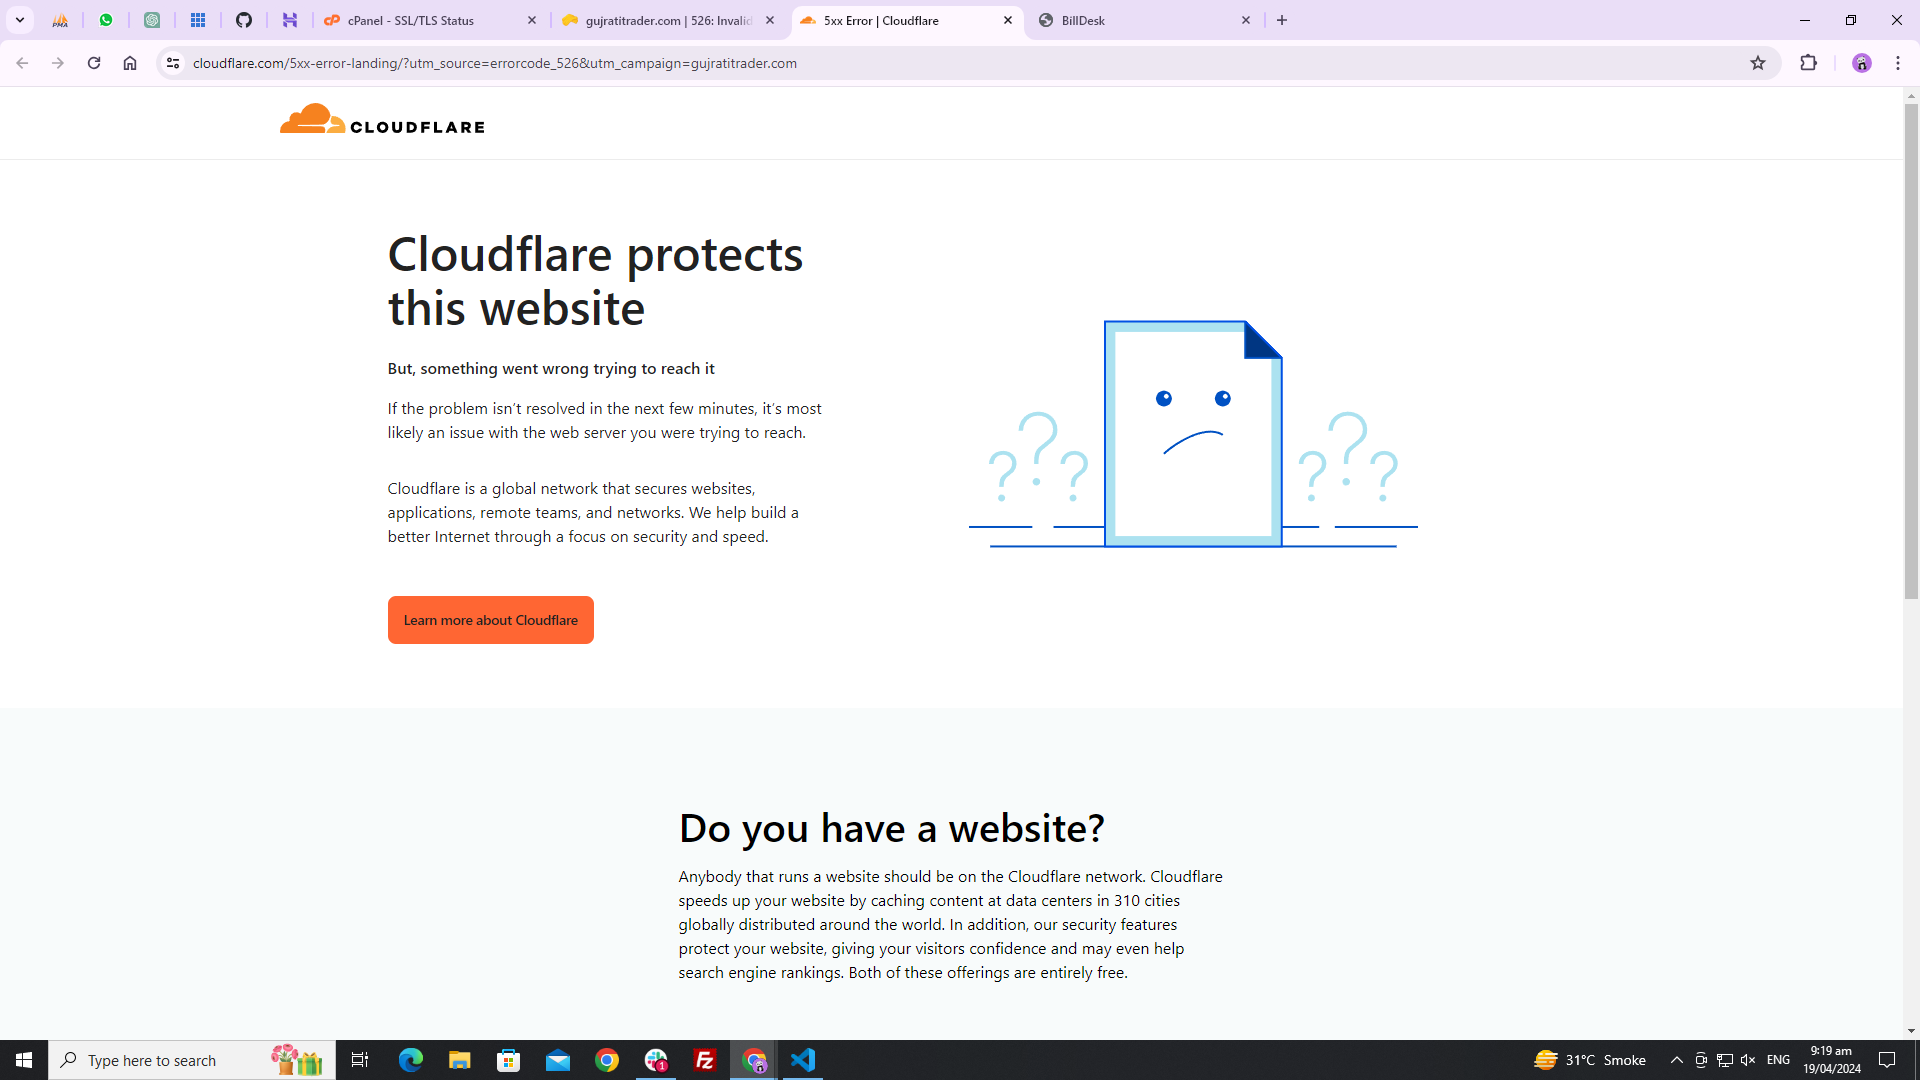 cPanel - SSL/TLS Status
gujratitrader.com | 526: Invalid
5xx Error | Cloudflare
BillDesk
cloudflare.com/5xx-error-landing/?utm_source=errorcode_526&utm_campaign=gujratitrader.com
CLOUDFLARE
Cloudflare protects
this website
But, something went wrong trying to reach it
If the problem isn’t resolved in the next few minutes, it’s most
likely an issue with the web server you were trying to reach.
Cloudflare is a global network that secures websites,
applications, remote teams, and networks. We help build a
better Internet through a focus on security and speed.
? ? ? ? ? ?
Learn more about Cloudflare
Do you have a website?
Anybody that runs a website should be on the Cloudflare network. Cloudflare
speeds up your website by caching content at data centers in 310 cities
globally distributed around the world. In addition, our security features
protect your website, giving your visitors confidence and may even help
search engine rankings. Both of these offerings are entirely free.
Type here to search
1
31°C Smoke
ENG
9:19 am
19/04/2024